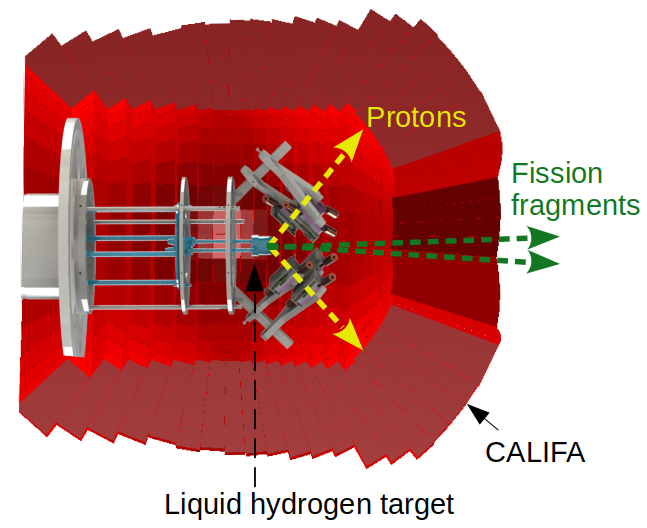 Protons
Fission
fragments
CALIFA
Liquid hydrogen target